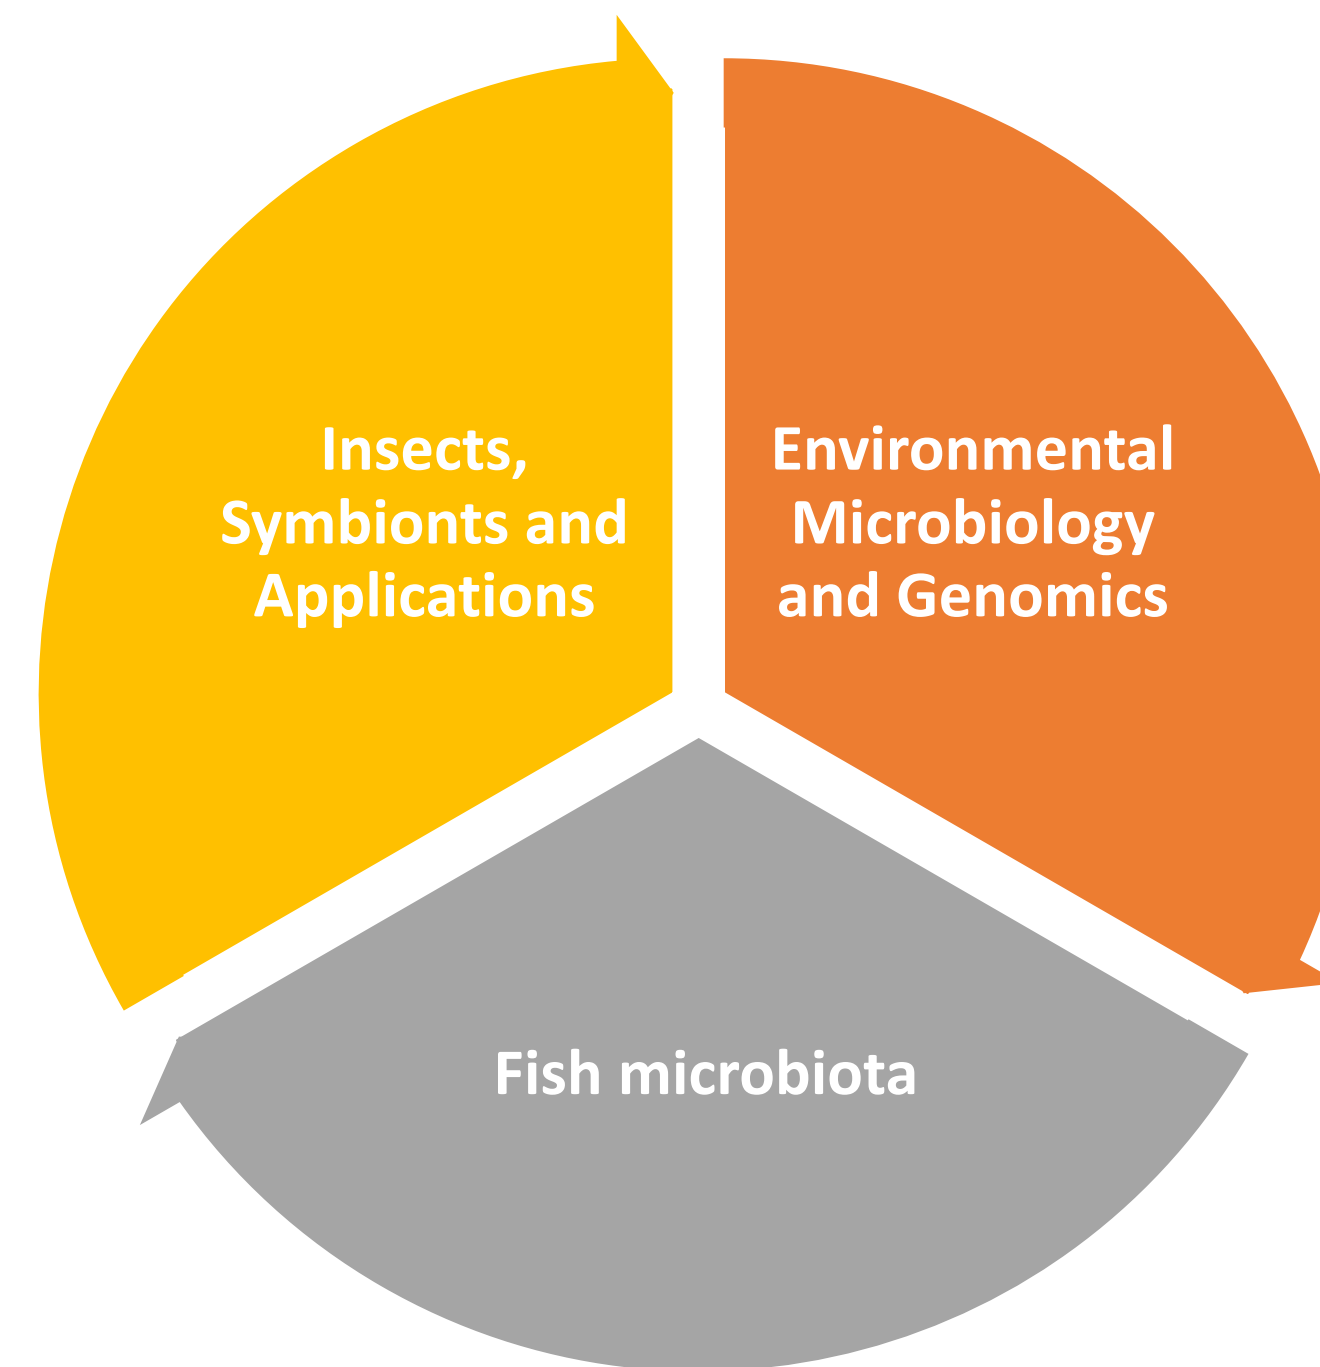 Insects,
Symbionts and
Applications
Environmental
Microbiology
and Genomics
Fish microbiota